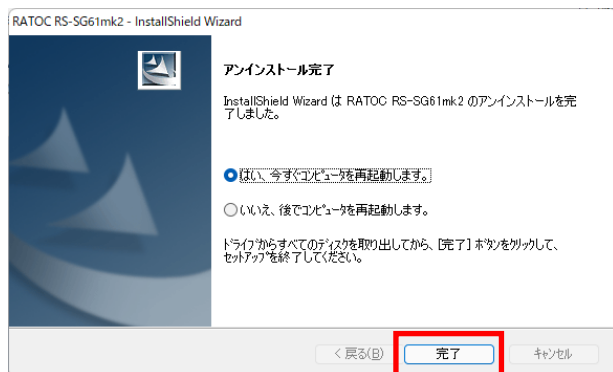 RATOC RS-SG61mk2 - InstallShield Wizard
アンインストール完了
InstallShield Wizard は RATOC RS-SG61mk2 のアンインストールを完
了しました。
はい、今すぐコンピュータを再起動します。
いいえ、後でコンピュータを再起動します。
ドライブからすべてのディスクを取り出してから、[完了] ボタンをクリックして、
セットアップを終了してください。
< 戻る(B)
完了
キャンセル